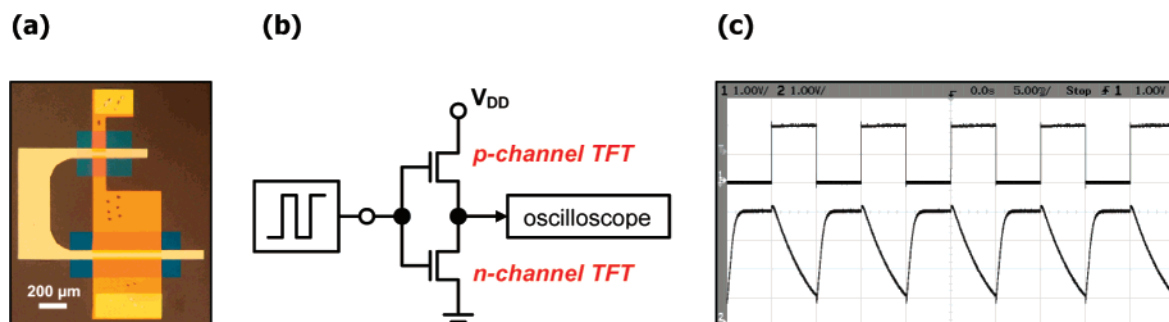 (a)
(b)
(c)
200 µm
V_DD
p-channel TFT
oscilloscope
n-channel TFT
1 1.00V/ 2 1.00V/ 0.0s 5.00㎳/ Stop 1 1.00V